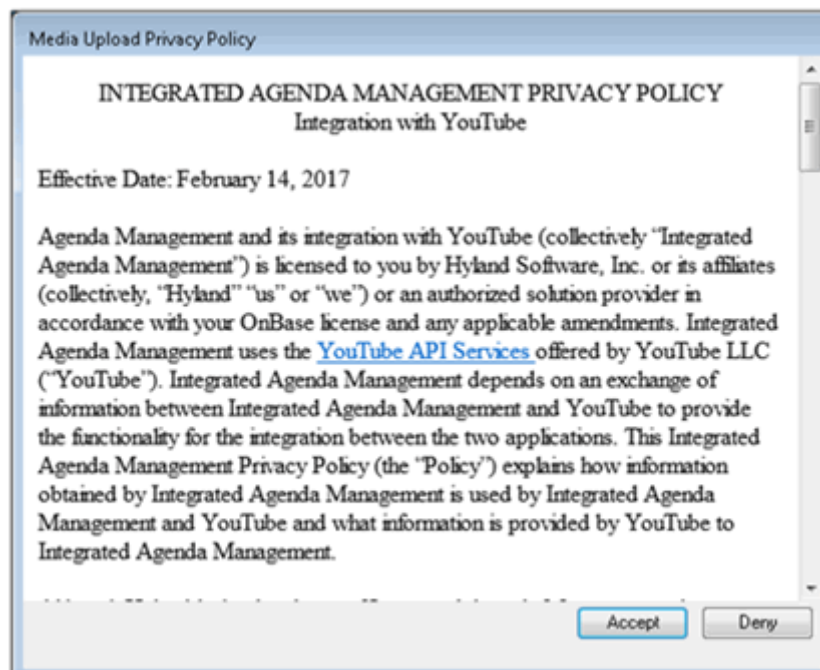 Media Upload Privacy Policy
INTEGRATED AGENDA MANAGEMENT PRIVACY POLICY
Integration with YouTube
Effective Date: February 14, 2017
Agenda Management and its integration with YouTube (collectively “Integrated
Agenda Management”) is licensed to you by Hyland Software, Inc. or its affiliates
(collectively, “Hyland” “us” or “we”) or an authorized solution provider in
accordance with your OnBase license and any applicable amendments. Integrated
Agenda Management uses the YouTube API Services offered by YouTube LLC
(“YouTube”). Integrated Agenda Management depends on an exchange of
information between Integrated Agenda Management and YouTube to provide
the functionality for the integration between the two applications. This Integrated
Agenda Management Privacy Policy (the “Policy”) explains how information
obtained by Integrated Agenda Management is used by Integrated Agenda
Management and YouTube and what information is provided by YouTube to
Integrated Agenda Management.
Accept Deny